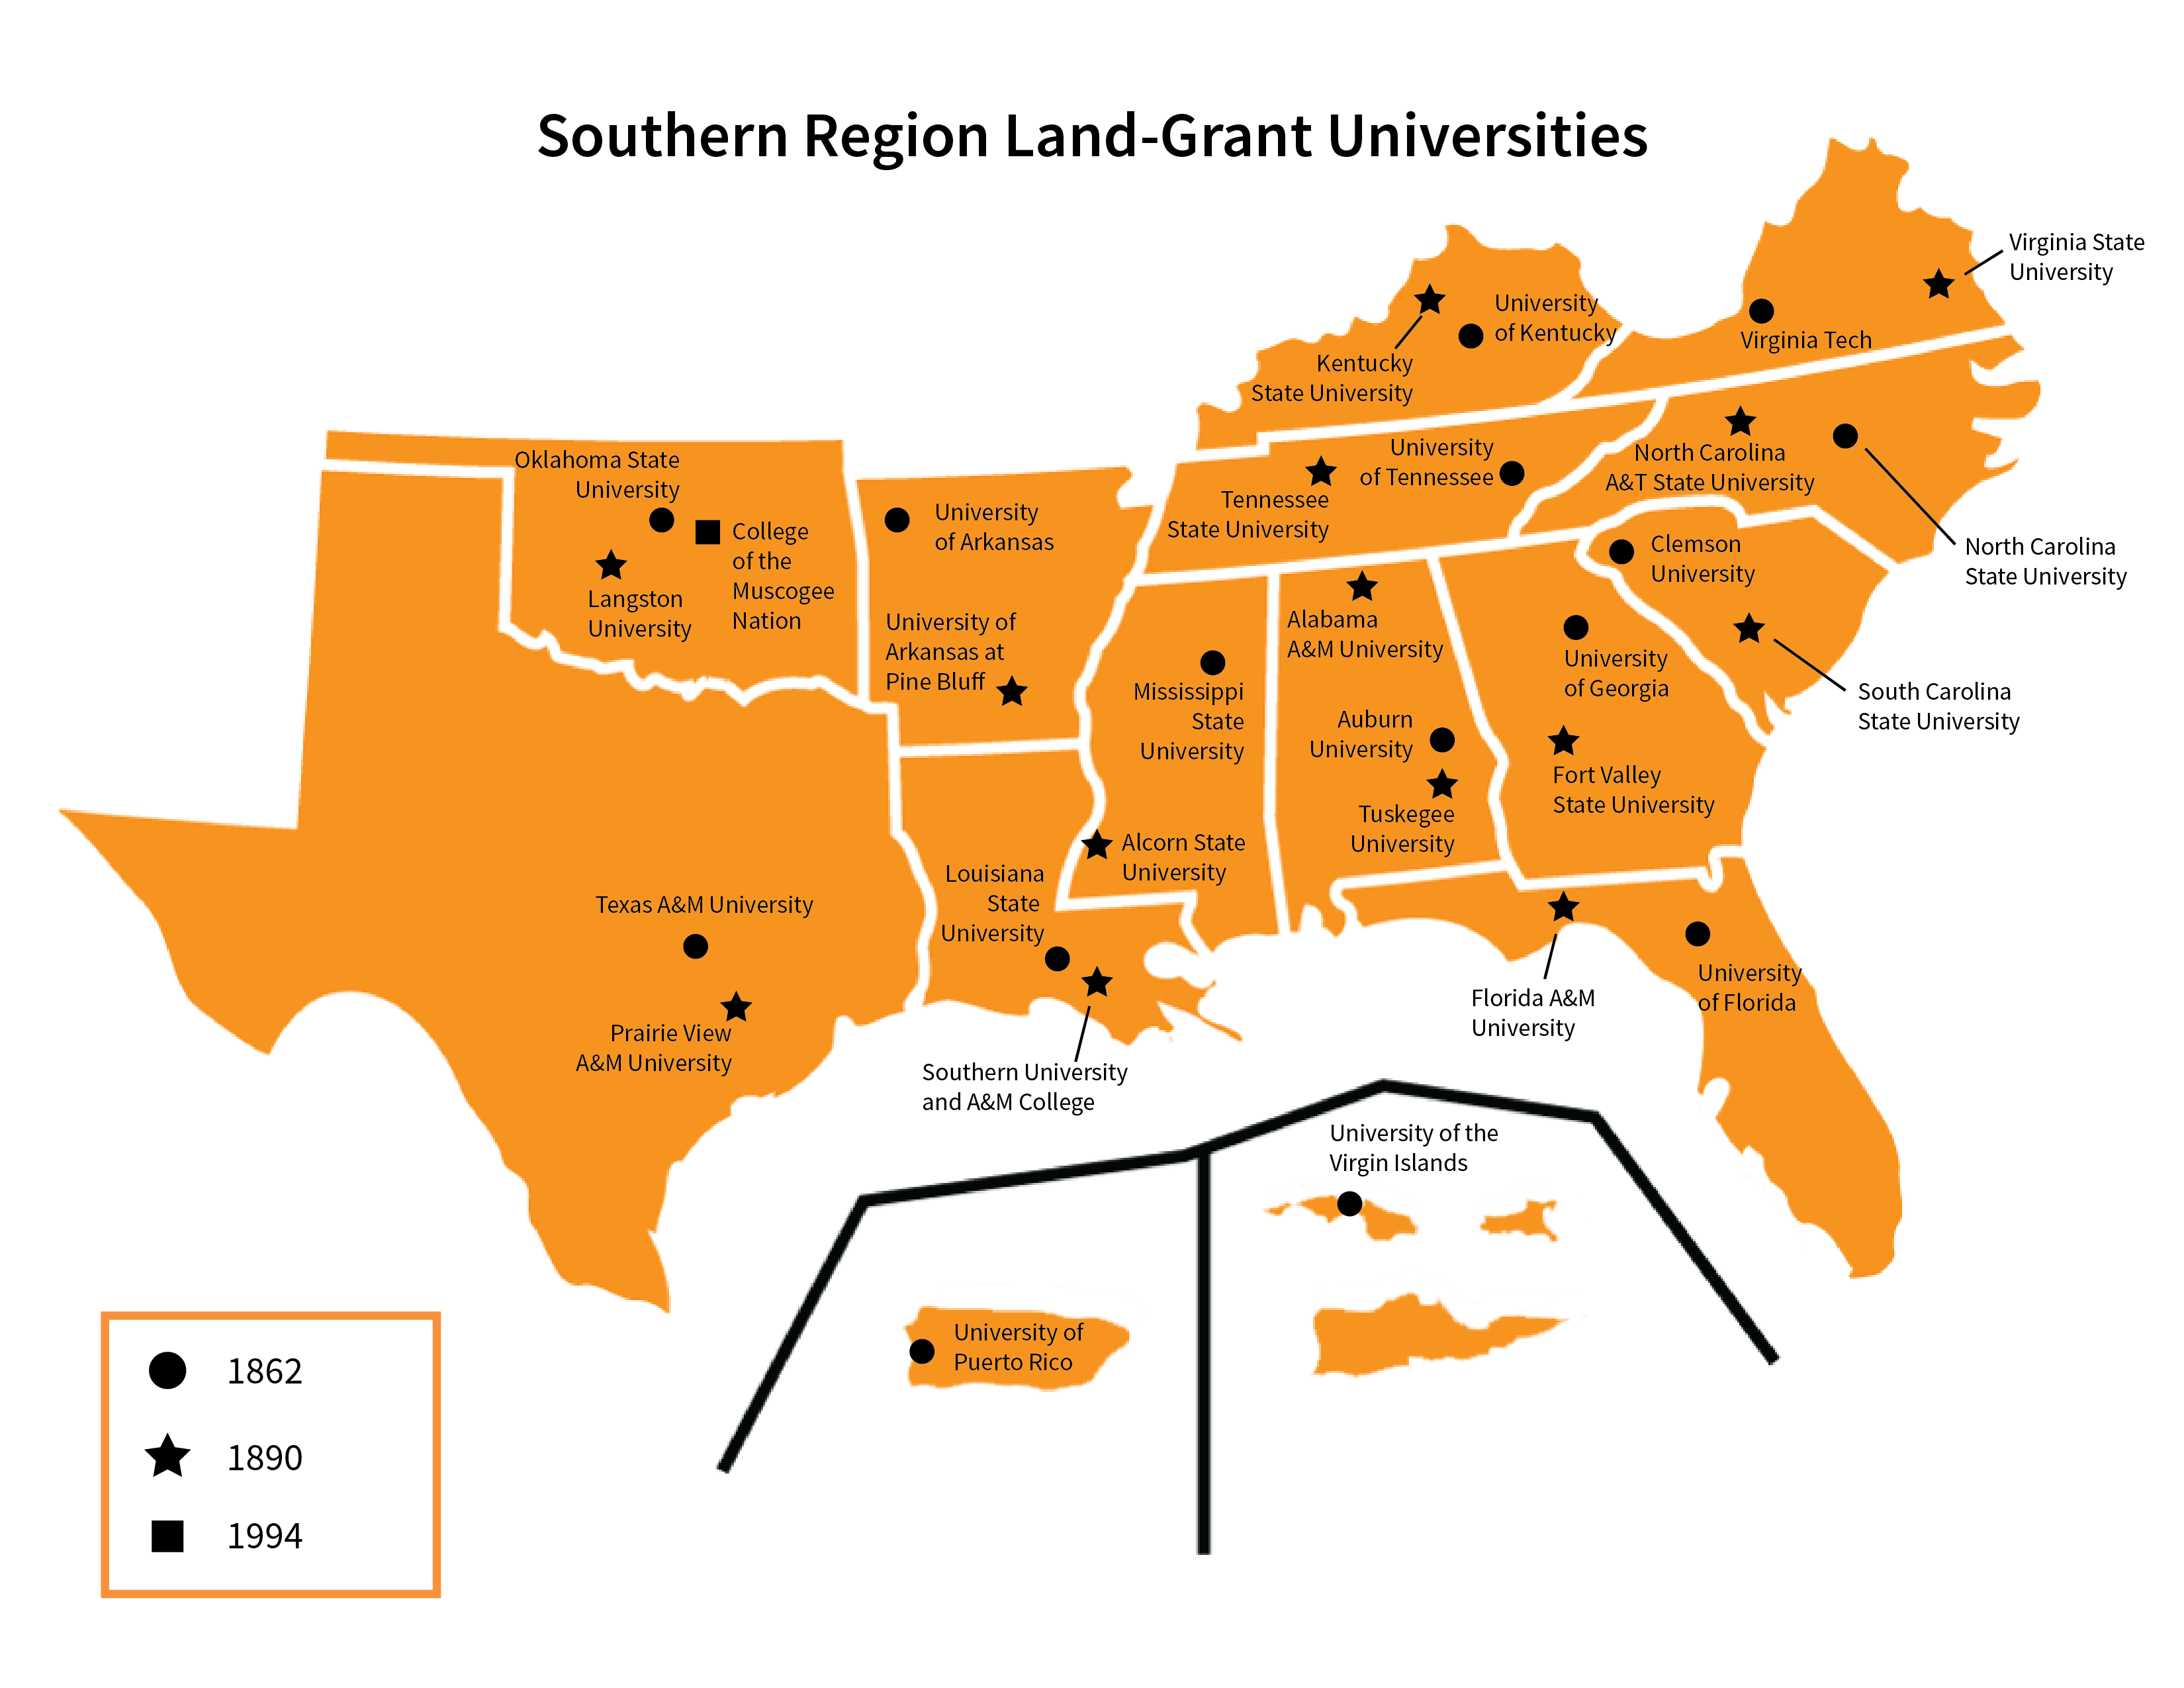 Southern Region Land-Grant Universities
Virginia State
University
University
of Kentucky
Virginia Tech
Kentucky
State University
University
of Tennessee
North Carolina
A&T State University
Tennessee
State University
North Carolina
State University
Oklahoma State
University
College
of the
Muscogee
Nation
Langston
University
University
of Arkansas
University of
Arkansas at
Pine Bluff
Clemson
University
South Carolina
State University
Alabama
A&M University
University
of Georgia
Mississippi
State
University
Auburn
University
Fort Valley
State University
Tuskegee
University
Alcorn State
University
Louisiana
State
University
Texas A&M University
Prairie View
A&M University
Florida A&M
University
University
of Florida
Southern University
and A&M College
University of the
Virgin Islands
University of
Puerto Rico
1862
1890
1994